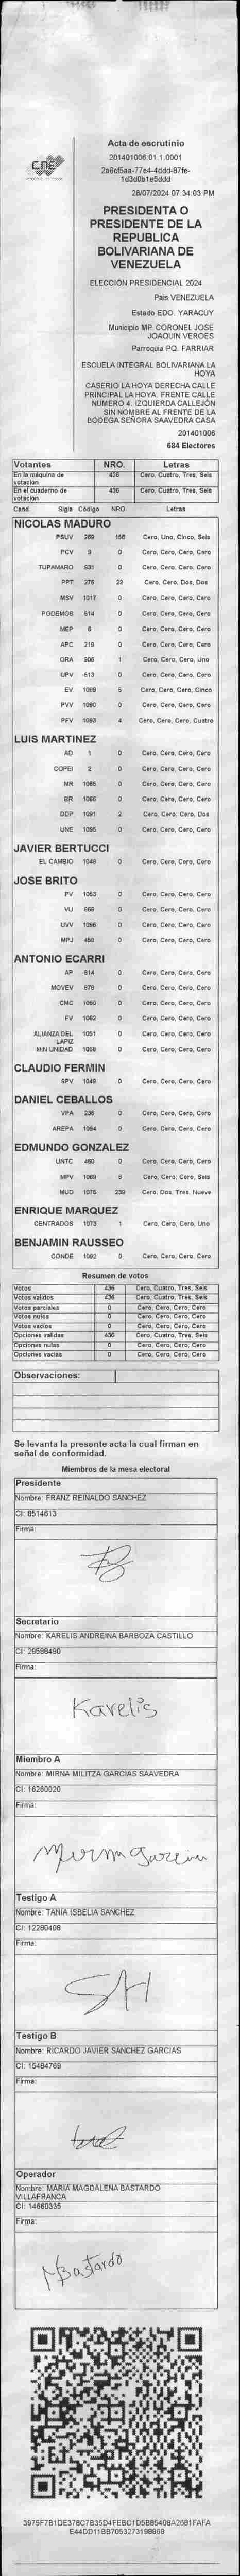 CNE
Acta de escrutinio
201401006.01.1.0001
2a0cf5aa-77e4-4ddd-87fe-
1d3d0b1e5ddd
28/07/2024 07:34:03 PM
PRESIDENTA O
PRESIDENTE DE LA
REPUBLICA
BOLIVARIANA DE
VENEZUELA
ELECCIÓN PRESIDENCIAL 2024
País VENEZUELA
Estado EDO. YARACUY
Municipio MP. CORONEL JOSE
JOAQUIN VEROES
Parroquia PQ. FARRIAR
ESCUELA INTEGRAL BOLIVARIANA LA
HOYA
CASERIO LA HOYA DERECHA CALLE
PRINCIPAL LA HOYA. FRENTE CALLE
NÚMERO 4. IZQUIERDA CALLEJÓN
SIN NOMBRE AL FRENTE DE LA
BODEGA SEÑORA SAAVEDRA CASA
201401006
684 Electores
Votantes NRO. Letras
En la máquina de votación 436 Cero, Cuatro, Tres, Seis
En el cuaderno de votación 436 Cero, Cuatro, Tres, Seis
Cand. Sigla Código NRO. Letras
NICOLAS MADURO
PSUV 269 156 Cero, Uno, Cinco, Seis
PCV 9 0 Cero, Cero, Cero, Cero
TUPAMARO 931 0 Cero, Cero, Cero, Cero
PPT 276 22 Cero, Cero, Dos, Dos
MSV 1017 0 Cero, Cero, Cero, Cero
PODEMOS 514 0 Cero, Cero, Cero, Cero
MEP 6 0 Cero, Cero, Cero, Cero
APC 219 0 Cero, Cero, Cero, Cero
ORA 906 1 Cero, Cero, Cero, Uno
UPV 513 0 Cero, Cero, Cero, Cero
EV 1089 5 Cero, Cero, Cero, Cinco
PVV 1090 0 Cero, Cero, Cero, Cero
PFV 1093 4 Cero, Cero, Cero, Cuatro
LUIS MARTINEZ
AD 1 0 Cero, Cero, Cero, Cero
COPEI 2 0 Cero, Cero, Cero, Cero
MR 1065 0 Cero, Cero, Cero, Cero
BR 1066 0 Cero, Cero, Cero, Cero
DDP 1091 2 Cero, Cero, Cero, Dos
UNE 1095 0 Cero, Cero, Cero, Cero
JAVIER BERTUCCI
EL CAMBIO 1048 0 Cero, Cero, Cero, Cero
JOSE BRITO
PV 1063 0 Cero, Cero, Cero, Cero
VU 868 0 Cero, Cero, Cero, Cero
UVV 1096 0 Cero, Cero, Cero, Cero
MPJ 458 0 Cero, Cero, Cero, Cero
ANTONIO ECARRI
AP 614 0 Cero, Cero, Cero, Cero
MOVEV 878 0 Cero, Cero, Cero, Cero
CMC 1060 0 Cero, Cero, Cero, Cero
FV 1062 0 Cero, Cero, Cero, Cero
ALIANZA DEL LAPIZ 1051 0 Cero, Cero, Cero, Cero
MIN UNIDAD 1069 0 Cero, Cero, Cero, Cero
CLAUDIO FERMIN
SPV 1049 0 Cero, Cero, Cero, Cero
DANIEL CEBALLOS
VPA 236 0 Cero, Cero, Cero, Cero
AREPA 1094 0 Cero, Cero, Cero, Cero
EDMUNDO GONZALEZ
UNTC 460 0 Cero, Cero, Cero, Cero
MPV 1069 6 Cero, Cero, Cero, Seis
MUD 1075 239 Cero, Dos, Tres, Nueve
ENRIQUE MARQUEZ
CENTRADOS 1073 1 Cero, Cero, Cero, Uno
BENJAMIN RAUSSEO
CONDE 1092 0 Cero, Cero, Cero, Cero
Resumen de votos
Votos 436 Cero, Cuatro, Tres, Seis
Votos válidos 436 Cero, Cuatro, Tres, Seis
Votos parciales 0 Cero, Cero, Cero, Cero
Votos nulos 0 Cero, Cero, Cero, Cero
Votos vacíos 0 Cero, Cero, Cero, Cero
Opciones validas 436 Cero, Cuatro, Tres, Seis
Opciones nulas 0 Cero, Cero, Cero, Cero
Opciones vacías 0 Cero, Cero, Cero, Cero
Observaciones:
Se levanta la presente acta la cual firman en
señal de conformidad.
Miembros de la mesa electoral
Presidente
Nombre: FRANZ REINALDO SANCHEZ
CI: 8514613
Firma:
Secretario
Nombre: KARELIS ANDREINA BARBOZA CASTILLO
CI: 29588490
Firma:
Karelis
Miembro A
Nombre: MIRNA MILITZA GARCIAS SAAVEDRA
CI: 16260020
Firma:
Testigo A
Nombre: TANIA ISBELIA SANCHEZ
CI: 12280406
Firma:
Testigo B
Nombre: RICARDO JAVIER SANCHEZ GARCIAS
CI: 15484769
Firma:
Operador
Nombre: MARIA MAGDALENA BASTARDO
VILLAFRANCA
CI: 14660335
Firma:
MBastardo
3975F7B1DE378C7B35D4FEBC1D5B85408A2681FAFA
E44DD11BB7053273198868